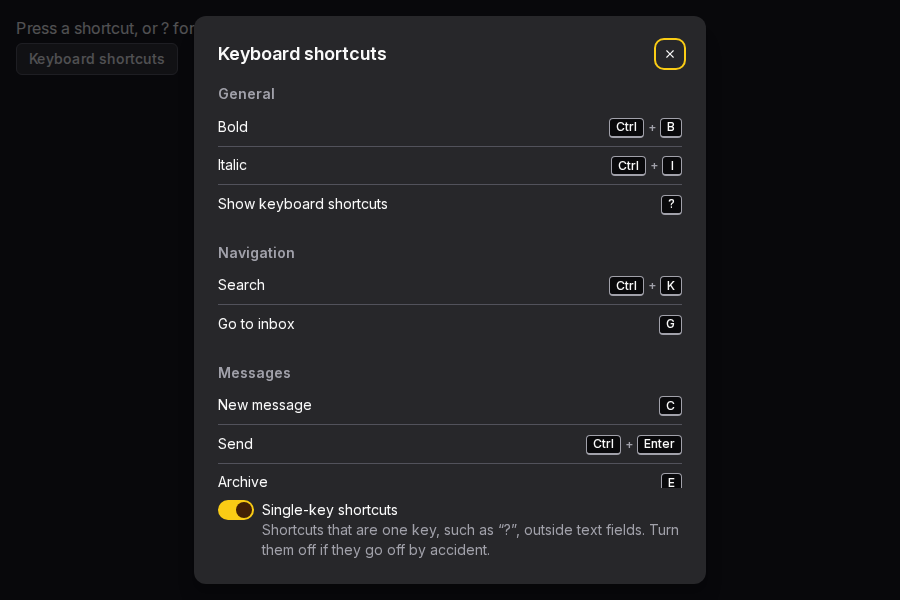 Press a shortcut, or ? for
Keyboard shortcuts
Keyboard shortcuts
General
Bold Ctrl + B
Italic Ctrl + I
Show keyboard shortcuts ?
Navigation
Search Ctrl + K
Go to inbox G
Messages
New message C
Send Ctrl + Enter
Archive E
Single-key shortcuts
Shortcuts that are one key, such as “?”, outside text fields. Turn
them off if they go off by accident.